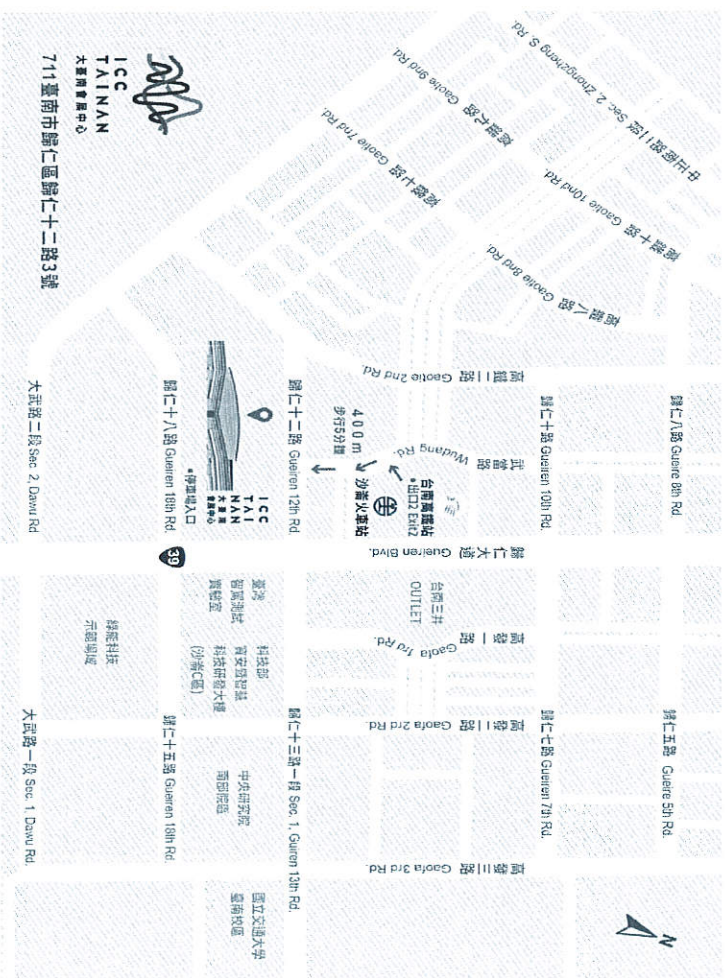 N
歸仁八路 Gueire 8th Rd.
歸仁五路 Gueire 5th Rd.
中正南路二段 Sec. 2, Zhongzheng S. Rd.
高鐵十路 Gaotie 10nd Rd.
高鐵八路 Gaotie 8nd Rd.
高鐵九路 Gaotie 9nd Rd.
高鐵七路 Gaotie 7nd Rd.
歸仁十路 Gueiren 10th Rd.
歸仁七路 Gueiren 7th Rd.
高鐵二路 Gaotie 2nd Rd.
武當路 Wudang Rd.
歸仁大道 Gueiren Blvd.
高發一路 Gaofa 1rd Rd.
高發二路 Gaofa 2rd Rd.
高發三路 Gaofa 3rd Rd.
台南高鐵站
出口2 Exit2
沙崙火車站
400m
步行5分鐘
台南三井
OUTLET
歸仁十二路 Gueiren 12th Rd.
歸仁十三路一段 Sec. 1, Guiren 13th Rd.
ICC
TAI
NAN
大臺南
會展中心
停車場入口
臺灣
智駕測試
實驗室
科技部
資安暨智慧
科技研發大樓
(沙崙C區)
中央研究院
南部院區
國立交通大學
臺南校區
39
歸仁十八路 Gueiren 18th Rd.
歸仁十五路 Gueiren 18th Rd.
綠能科技
示範場域
ICC
TAINAN
大臺南會展中心
711臺南市歸仁區歸仁十二路3號
大武路二段 Sec. 2, Dawu Rd
大武路一段 Sec. 1, Dawu Rd.